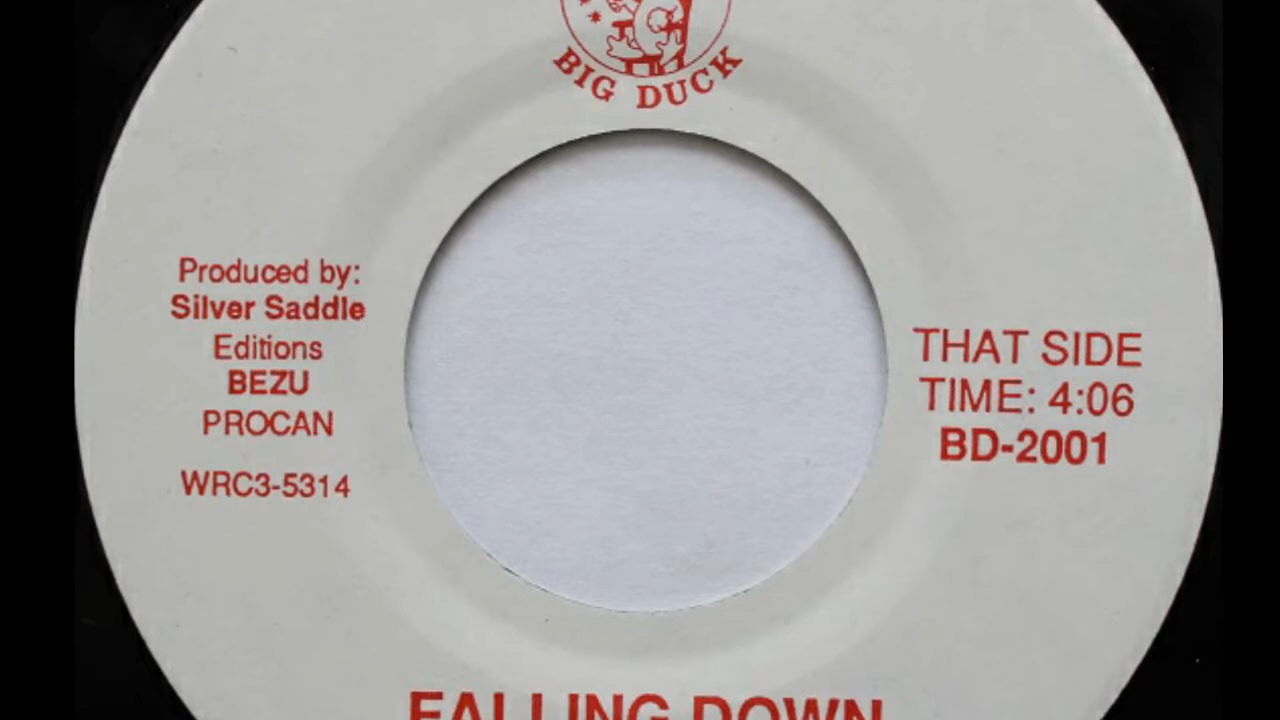 BIG DUCK
Produced by:
Silver Saddle
Editions
BEZU
PROCAN
WRC3-5314
THAT SIDE
TIME: 4:06
BD-2001
FALLING DOWN